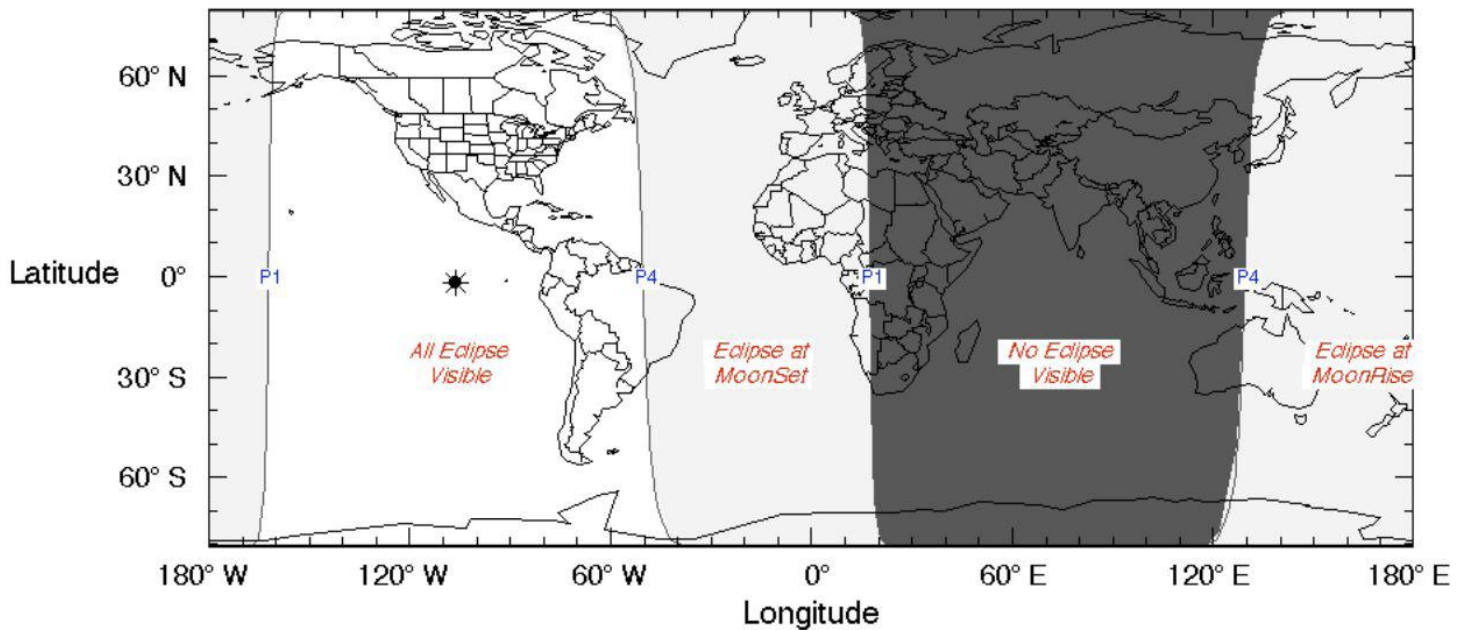 60° N
30° N
Latitude 0°
P1 P4 P1 P4
All Eclipse Visible
Eclipse at MoonSet
No Eclipse Visible
Eclipse at MoonRise
30° S
60° S
180° W 120° W 60° W 0° 60° E 120° E 180° E
Longitude